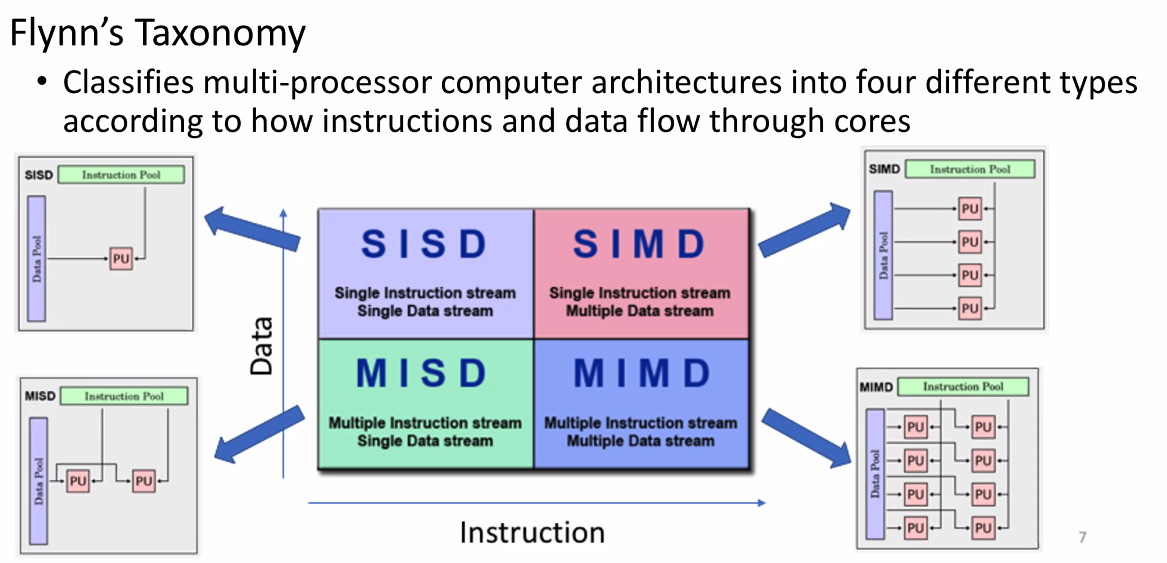 Flynn's Taxonomy
• Classifies multi-processor computer architectures into four different types
according to how instructions and data flow through cores
SISD
Instruction Pool
Data Pool
PU
MISD
Instruction Pool
Data Pool
PU
PU
Data
S I S D
Single Instruction stream
Single Data stream
S I M D
Single Instruction stream
Multiple Data stream
M I S D
Multiple Instruction stream
Single Data stream
M I M D
Multiple Instruction stream
Multiple Data stream
Instruction
SIMD
Instruction Pool
Data Pool
PU
PU
PU
PU
MIMD
Instruction Pool
Data Pool
PU
PU
PU
PU
PU
PU
PU
PU
7